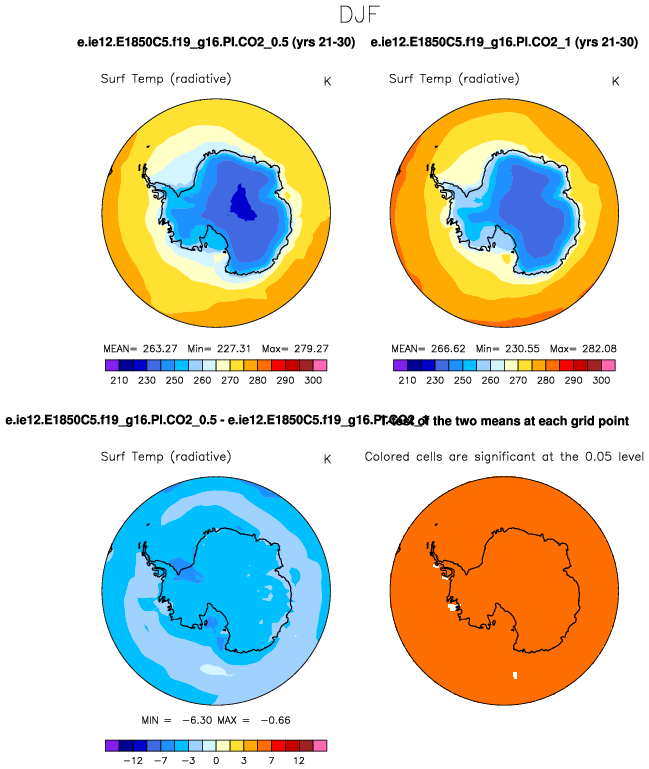 DJF
e.ie12.E1850C5.f19_g16.PI.CO2_0.5 (yrs 21-30) e.ie12.E1850C5.f19_g16.PI.CO2_1 (yrs 21-30)
Surf Temp (radiative) K Surf Temp (radiative) K
MEAN= 263.27 Min= 227.31 Max= 279.27 MEAN= 266.62 Min= 230.55 Max= 282.08
210 230 250 260 270 280 290 300 210 230 250 260 270 280 290 300
e.ie12.E1850C5.f19_g16.PI.CO2_0.5 - e.ie12.E1850C5.f19_g16.PI.CO2_1 T-Test of the two means at each grid point
Surf Temp (radiative) K Colored cells are significant at the 0.05 level
MIN = -6.30 MAX = -0.66
-12 -7 -3 0 3 7 12